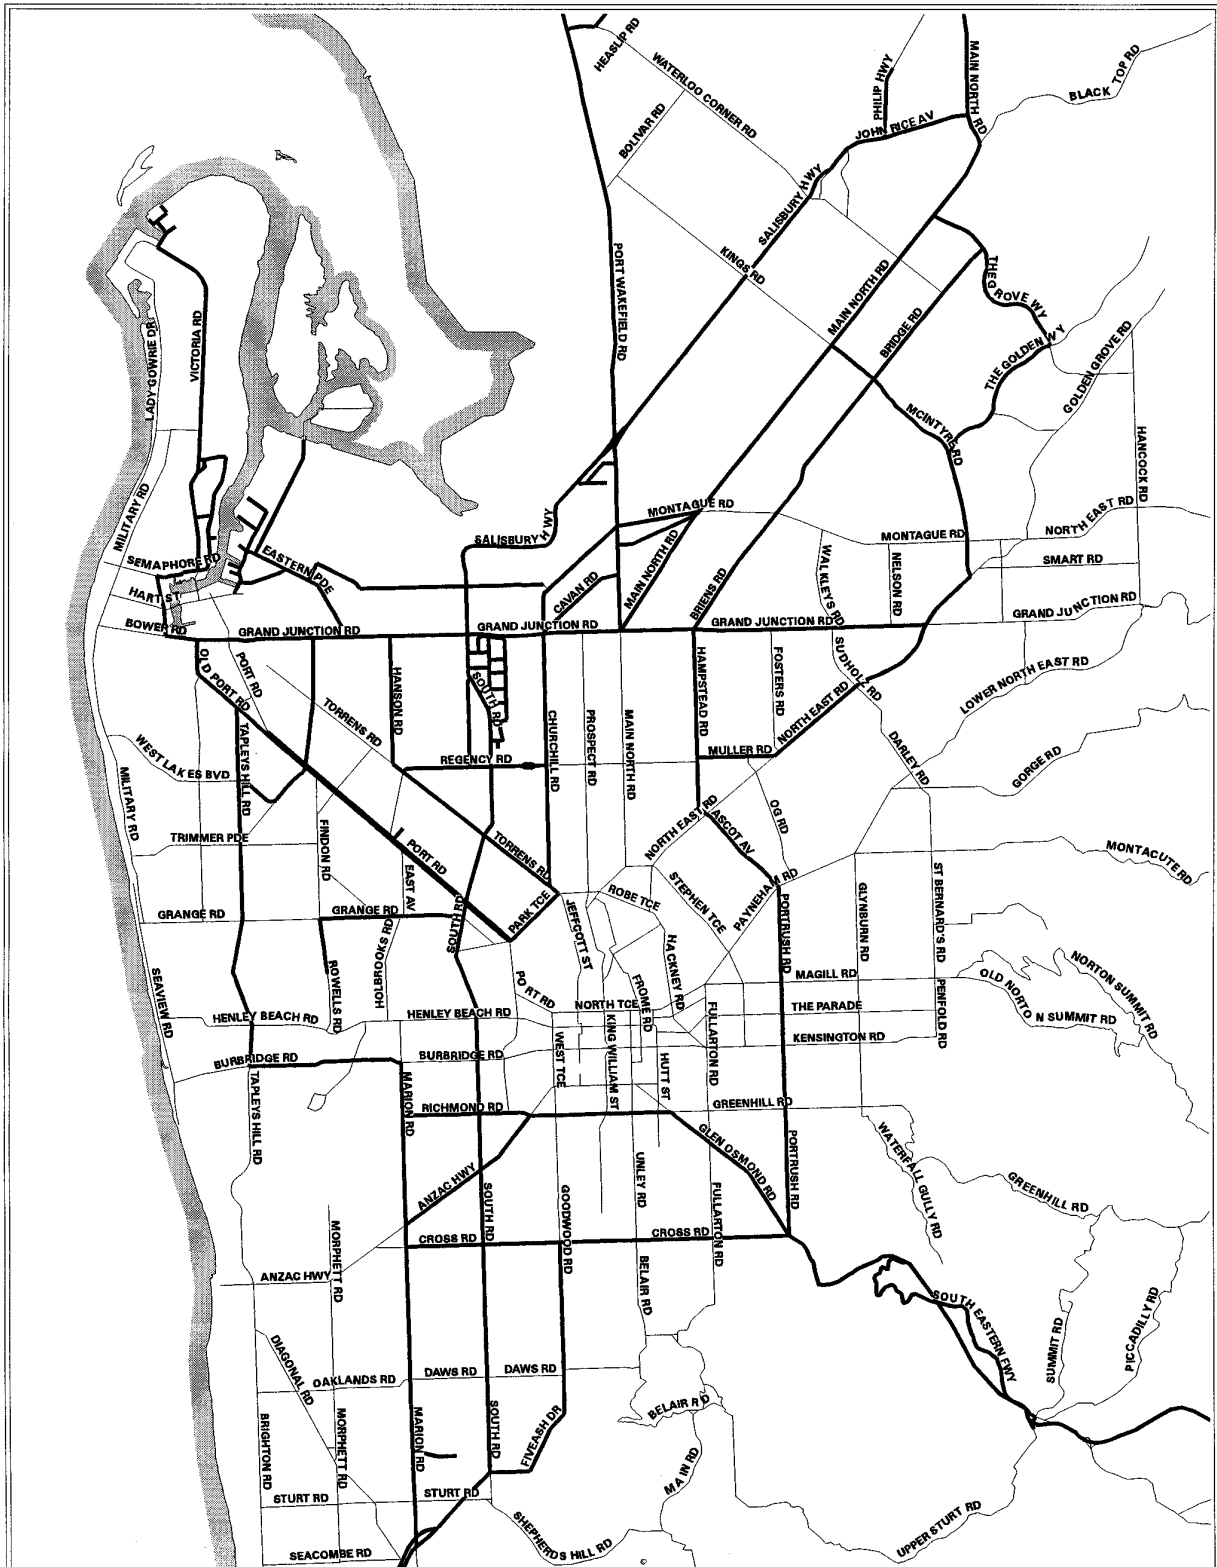 HEASLIP RD
WATERLOO CORNER RD
PHILIP HWY
MAIN NORTH RD
BLACK TOP RD
BOLIVAR RD
JOHN RICE AV
SALISBURY HWY
PORT WAKEFIELD RD
KINGS RD
MAIN NORTH RD
BRIDGE RD
THE GROVE WY
THE GOLDEN WY
GOLDEN GROVE RD
LADY GOWRIE DR
VICTORIA RD
MCINTYRE RD
HANCOCK RD
MILITARY RD
MONTAGUE RD
SALISBURY HWY
MONTAGUE RD
NORTH EAST RD
SEMAPHORE RD
EASTERN PDE
CAVAN RD
MAIN NORTH RD
BRIENS RD
WALKLEYS RD
NELSON RD
SMART RD
HART ST
BOWER RD
GRAND JUNCTION RD
GRAND JUNCTION RD
GRAND JUNCTION RD
GRAND JUNCTION RD
OLD PORT RD
PORT RD
HANSON RD
SOUTH RD
HAMPSTEAD RD
FOSTERS RD
SUDHOLZ RD
LOWER NORTH EAST RD
TORRENS RD
CHURCHILL RD
PROSPECT RD
MAIN NORTH RD
NORTH EAST RD
TAPLEYS HILL RD
WEST LAKES BVD
REGENCY RD
MULLER RD
DARLEY RD
GORGE RD
MILITARY RD
TRIMMER PDE
FINDON RD
PORT RD
EAST AV
TORRENS RD
NORTH EAST RD
ASCOT AV
OG RD
MONTACUTE RD
GRANGE RD
GRANGE RD
HOLBROOKS RD
SOUTH RD
PARK TCE
JEFFCOTT ST
ROBE TCE
STEPHEN TCE
PAYNEHAM RD
PORTRUSH RD
GLYNBURN RD
ST BERNARD'S RD
ROWELLS RD
SEAVIEW RD
PORT RD
HACKNEY RD
FROME RD
MAGILL RD
OLD NORTON SUMMIT RD
NORTON SUMMIT RD
HENLEY BEACH RD
HENLEY BEACH RD
NORTH TCE
THE PARADE
PENFOLD RD
BURBRIDGE RD
BURBRIDGE RD
WEST TCE
KING WILLIAM ST
HUTT ST
FULLARTON RD
KENSINGTON RD
TAPLEYS HILL RD
MARION RD
RICHMOND RD
GREENHILL RD
ANZAC HWY
GLEN OSMOND RD
PORTRUSH RD
WATERFALL GULLY RD
GREENHILL RD
MORPHETT RD
SOUTH RD
GOODWOOD RD
UNLEY RD
FULLARTON RD
CROSS RD
CROSS RD
ANZAC HWY
BELAIR RD
SOUTH EASTERN FWY
SUMMIT RD
PICCADILLY RD
DIAGONAL RD
OAKLANDS RD
DAWS RD
DAWS RD
BELAIR RD
BRIGHTON RD
MORPHETT RD
MARION RD
SOUTH RD
FIVEASH DR
MAIN RD
STURT RD
STURT RD
SHEPHERDS HILL RD
UPPER STURT RD
SEACOMBE RD